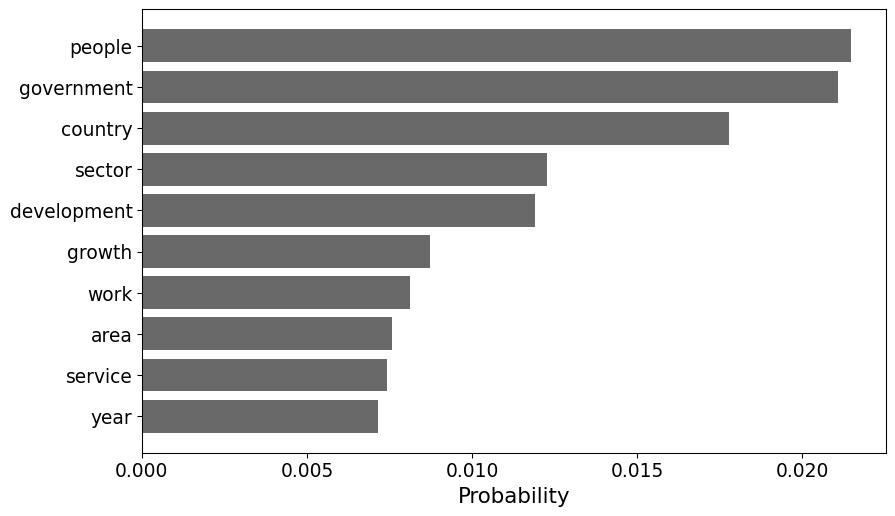 people
government
country
sector
development
growth
work
area
service
year
0.000 0.005 0.010 0.015 0.020
Probability